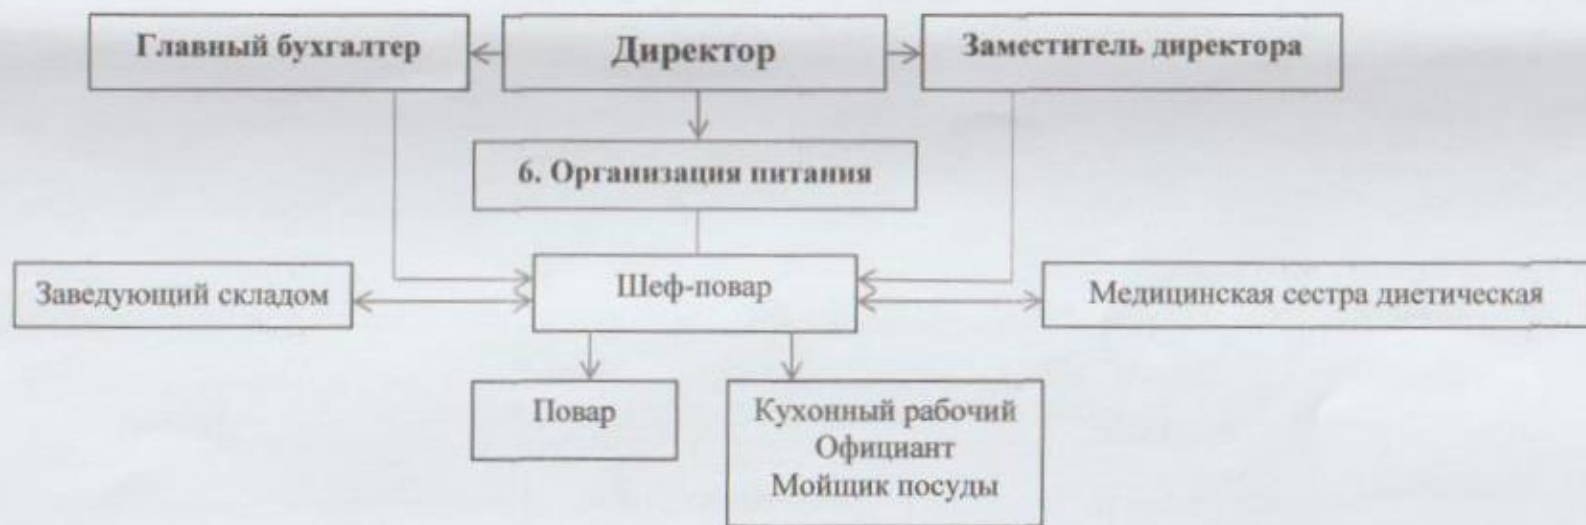 Главный бухгалтер
Директор
Заместитель директора
6. Организация питания
Заведующий складом
Шеф-повар
Медицинская сестра диетическая
Повар
Кухонный рабочий
Официант
Мойщик посуды